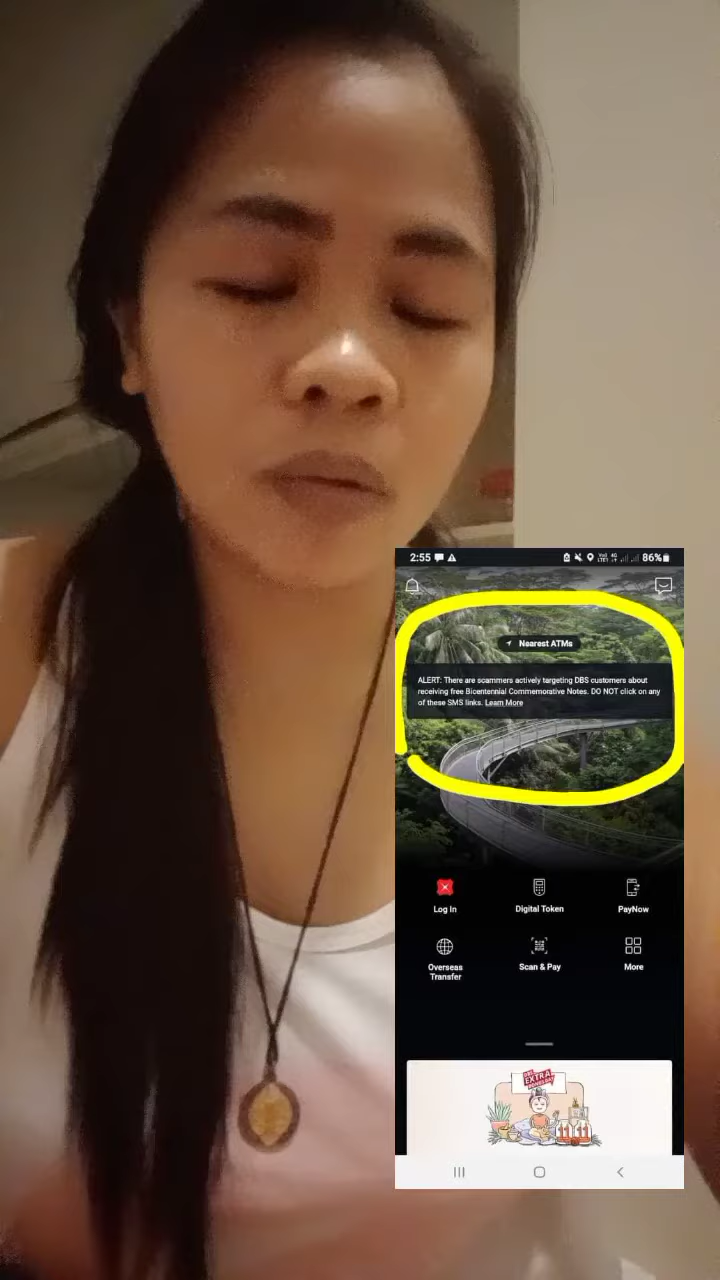 2:55
86%
Nearest ATMs
ALERT: There are scammers actively targeting DBS customers about
receiving free Bicentennial Commemorative Notes. DO NOT click on any
of these SMS links. Learn More
Log In
Digital Token
PayNow
Overseas
Transfer
Scan & Pay
More
EXTRA
11 11